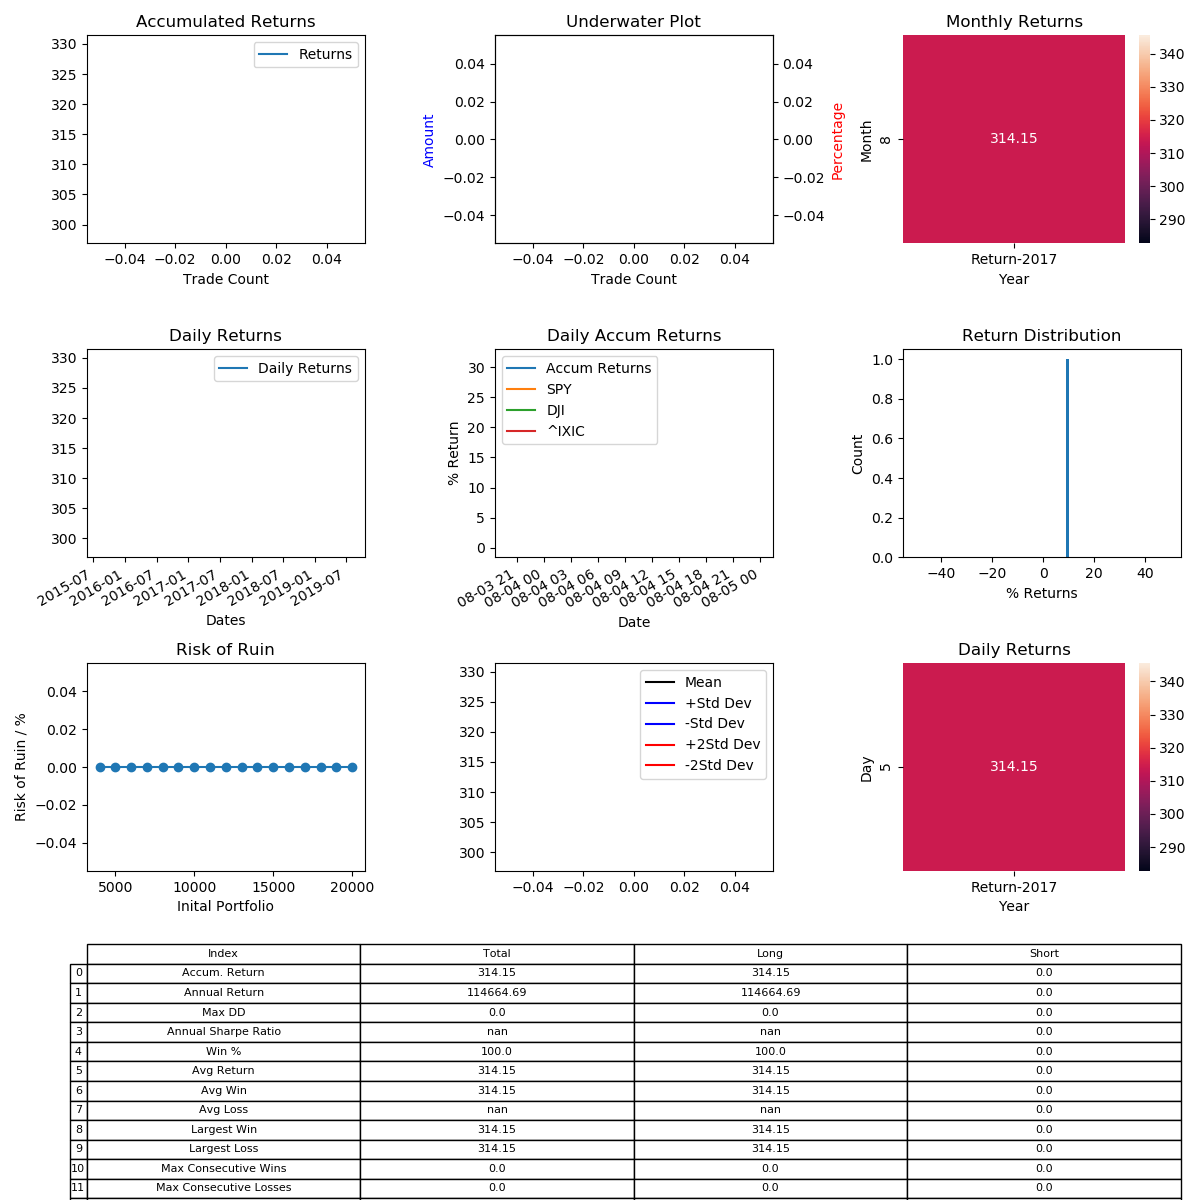 Accumulated Returns
330
325
320
315
310
305
300
Returns
−0.04 −0.02 0.00 0.02 0.04
Trade Count
Underwater Plot
Amount
0.04
0.02
0.00
−0.02
−0.04
0.04
0.02
0.00
−0.02
−0.04
Percentage
−0.04 −0.02 0.00 0.02 0.04
Trade Count
Monthly Returns
Month
8
314.15
340
330
320
310
300
290
Return-2017
Year
Daily Returns
330
325
320
315
310
305
300
Daily Returns
2015-07 2016-01 2016-07 2017-01 2017-07 2018-01 2018-07 2019-01 2019-07
Dates
Daily Accum Returns
% Return
30
25
20
15
10
5
0
Accum Returns
SPY
DJI
^IXIC
08-03 21 08-04 00 08-04 03 08-04 06 08-04 09 08-04 12 08-04 15 08-04 18 08-04 21 08-05 00
Date
Return Distribution
Count
1.0
0.8
0.6
0.4
0.2
0.0
−40 −20 0 20 40
% Returns
Risk of Ruin
Risk of Ruin / %
0.04
0.02
0.00
−0.02
−0.04
5000 10000 15000 20000
Inital Portfolio
330
325
320
315
310
305
300
Mean
+Std Dev
-Std Dev
+2Std Dev
-2Std Dev
−0.04 −0.02 0.00 0.02 0.04
Daily Returns
Day
5
314.15
340
330
320
310
300
290
Return-2017
Year
Index Total Long Short
0 Accum. Return 314.15 314.15 0.0
1 Annual Return 114664.69 114664.69 0.0
2 Max DD 0.0 0.0 0.0
3 Annual Sharpe Ratio nan nan 0.0
4 Win % 100.0 100.0 0.0
5 Avg Return 314.15 314.15 0.0
6 Avg Win 314.15 314.15 0.0
7 Avg Loss nan nan 0.0
8 Largest Win 314.15 314.15 0.0
9 Largest Loss 314.15 314.15 0.0
10 Max Consecutive Wins 0.0 0.0 0.0
11 Max Consecutive Losses 0.0 0.0 0.0